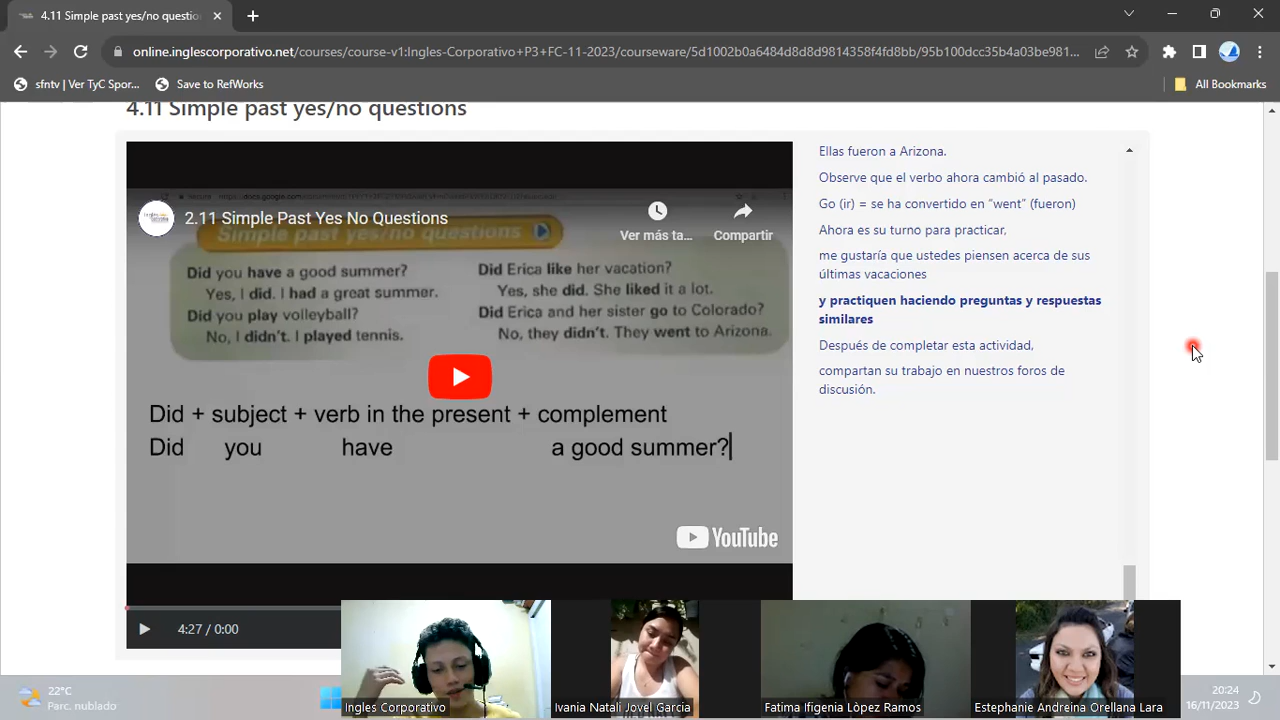 4.11 Simple past yes/no questio
online.inglescorporativo.net/courses/course-v1:Ingles-Corporativo+P3+FC-11-2023/courseware/5d1002b0a6484d8d8d9814358f4fd8bb/95b100dcc35b4a03be981...
sfntv | Ver TyC Spor...
Save to RefWorks
All Bookmarks
4.11 Simple past yes/no questions
2.11 Simple Past Yes No Questions
Ver más ta...
Compartir
Simple past yes/no questions
Did you have a good summer?
Yes, I did. I had a great summer.
Did you play volleyball?
No, I didn't. I played tennis.
Did Erica like her vacation?
Yes, she did. She liked it a lot.
Did Erica and her sister go to Colorado?
No, they didn't. They went to Arizona.
Did + subject + verb in the present + complement
Did you have a good summer?
YouTube
4:27 / 0:00
Ellas fueron a Arizona.
Observe que el verbo ahora cambió al pasado.
Go (ir) = se ha convertido en “went” (fueron)
Ahora es su turno para practicar,
me gustaría que ustedes piensen acerca de sus
últimas vacaciones
y practiquen haciendo preguntas y respuestas
similares
Después de completar esta actividad,
compartan su trabajo en nuestros foros de
discusión.
Ingles Corporativo
Ivania Natali Jovel Garcia
Fatima Ifigenia Lòpez Ramos
Estephanie Andreina Orellana Lara
22°C
Parc. nublado
20:24
16/11/2023